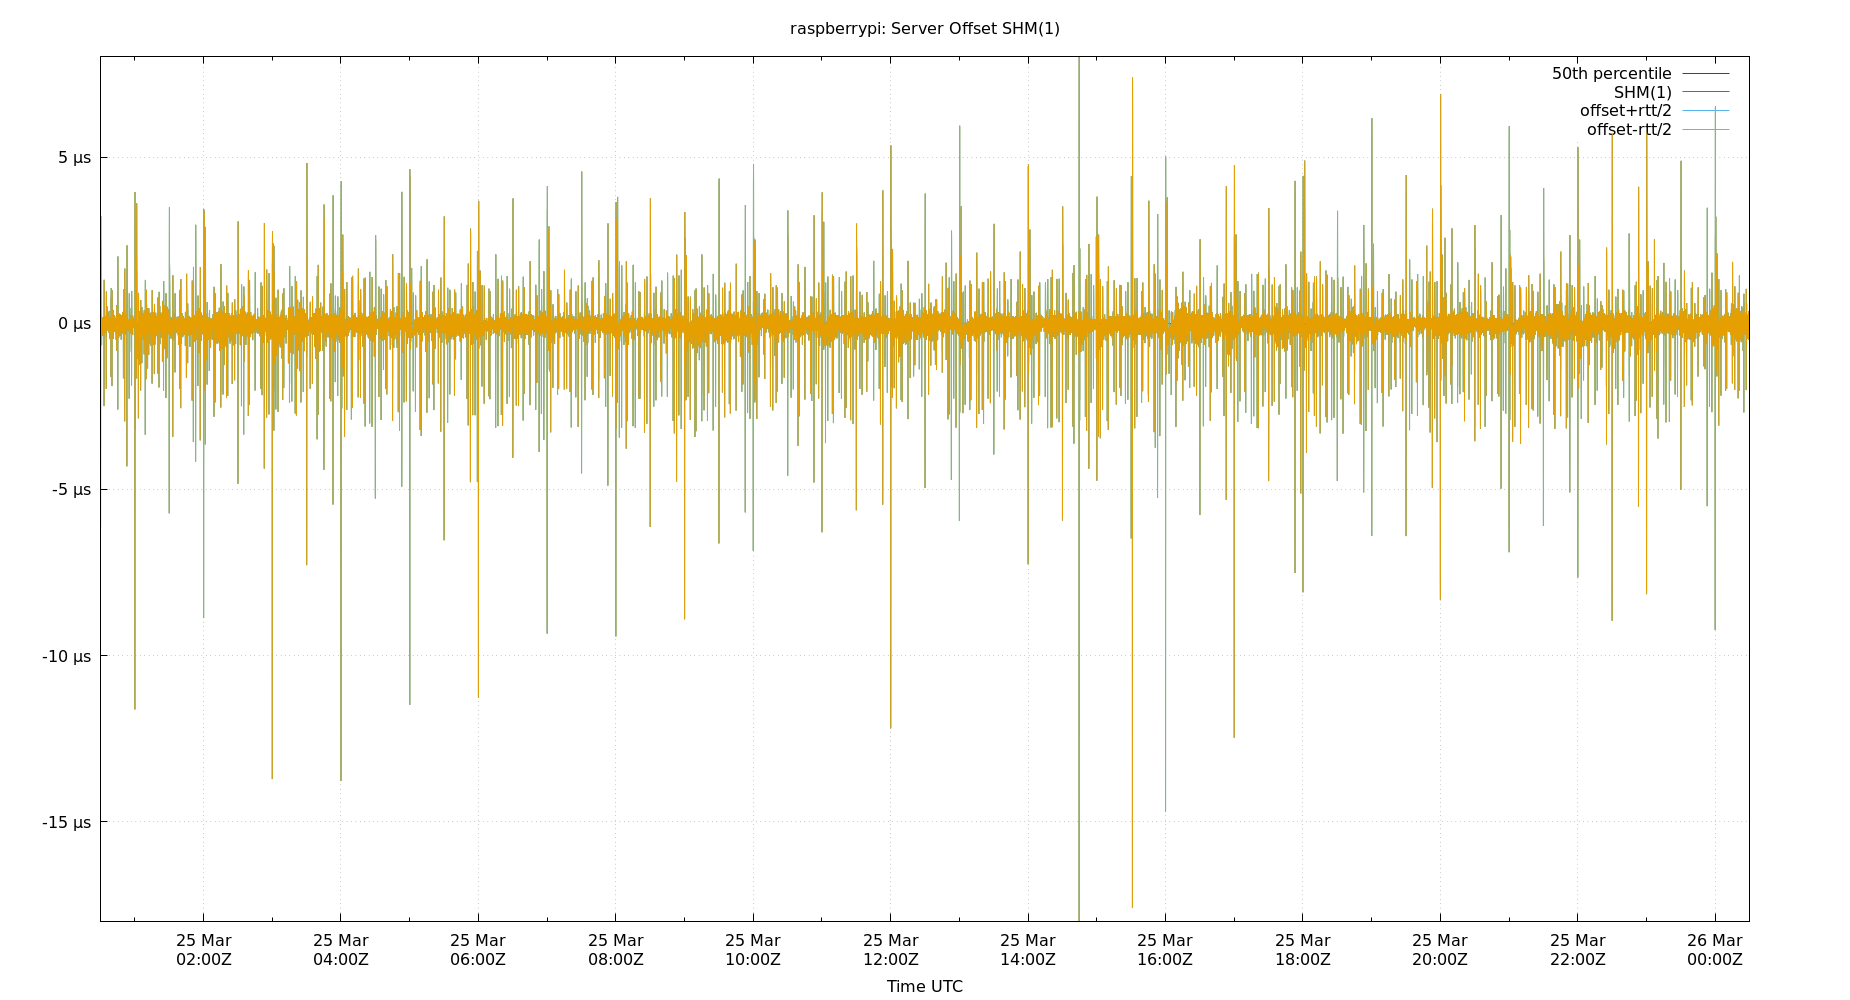 raspberrypi: Server Offset SHM(1)
50th percentile
SHM(1)
offset+rtt/2
offset-rtt/2
5 µs
0 µs
-5 µs
-10 µs
-15 µs
25 Mar 25 Mar 25 Mar 25 Mar 25 Mar 25 Mar 25 Mar 25 Mar 25 Mar 25 Mar 25 Mar 26 Mar
02:00Z 04:00Z 06:00Z 08:00Z 10:00Z 12:00Z 14:00Z 16:00Z 18:00Z 20:00Z 22:00Z 00:00Z
Time UTC